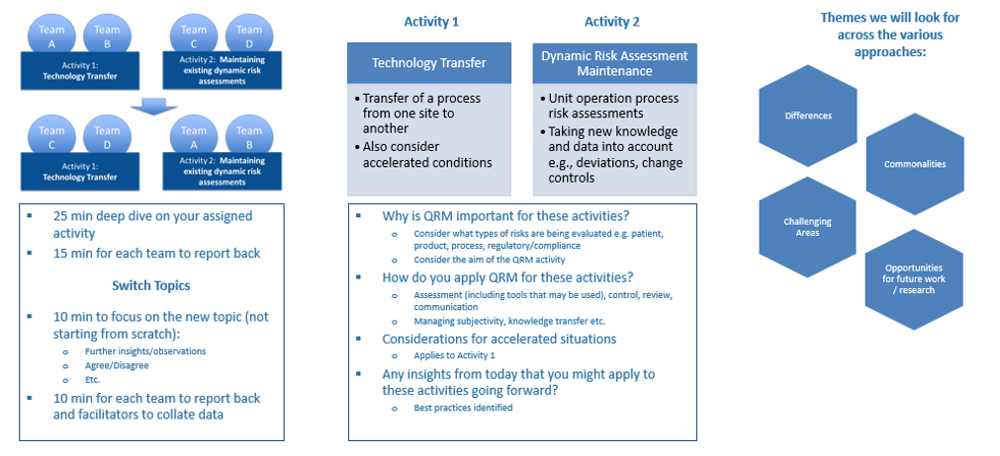 Team
A
Team
B
Team
C
Team
D
Activity 1:
Technology Transfer
Activity 2: Maintaining
existing dynamic risk
assessments
Team
C
Team
D
Team
A
Team
B
Activity 1:
Technology Transfer
Activity 2: Maintaining
existing dynamic risk
assessments
▪ 25 min deep dive on your assigned
activity
▪ 15 min for each team to report back
Switch Topics
▪ 10 min to focus on the new topic (not
starting from scratch):
o Further insights/observations
o Agree/Disagree
o Etc.
▪ 10 min for each team to report back
and facilitators to collate data
Activity 1
Activity 2
Technology Transfer
• Transfer of a process
from one site to
another
• Also consider
accelerated conditions
Dynamic Risk Assessment
Maintenance
• Unit operation process
risk assessments
• Taking new knowledge
and data into account
e.g., deviations, change
controls
▪ Why is QRM important for these activities?
o Consider what types of risks are being evaluated e.g. patient,
product, process, regulatory/compliance
o Consider the aim of the QRM activity
▪ How do you apply QRM for these activities?
o Assessment (including tools that may be used), control, review,
communication
o Managing subjectivity, knowledge transfer etc.
▪ Considerations for accelerated situations
o Applies to Activity 1
▪ Any insights from today that you might apply to
these activities going forward?
o Best practices identified
Themes we will look for
across the various
approaches:
Differences
Commonalities
Challenging
Areas
Opportunities
for future work
/ research